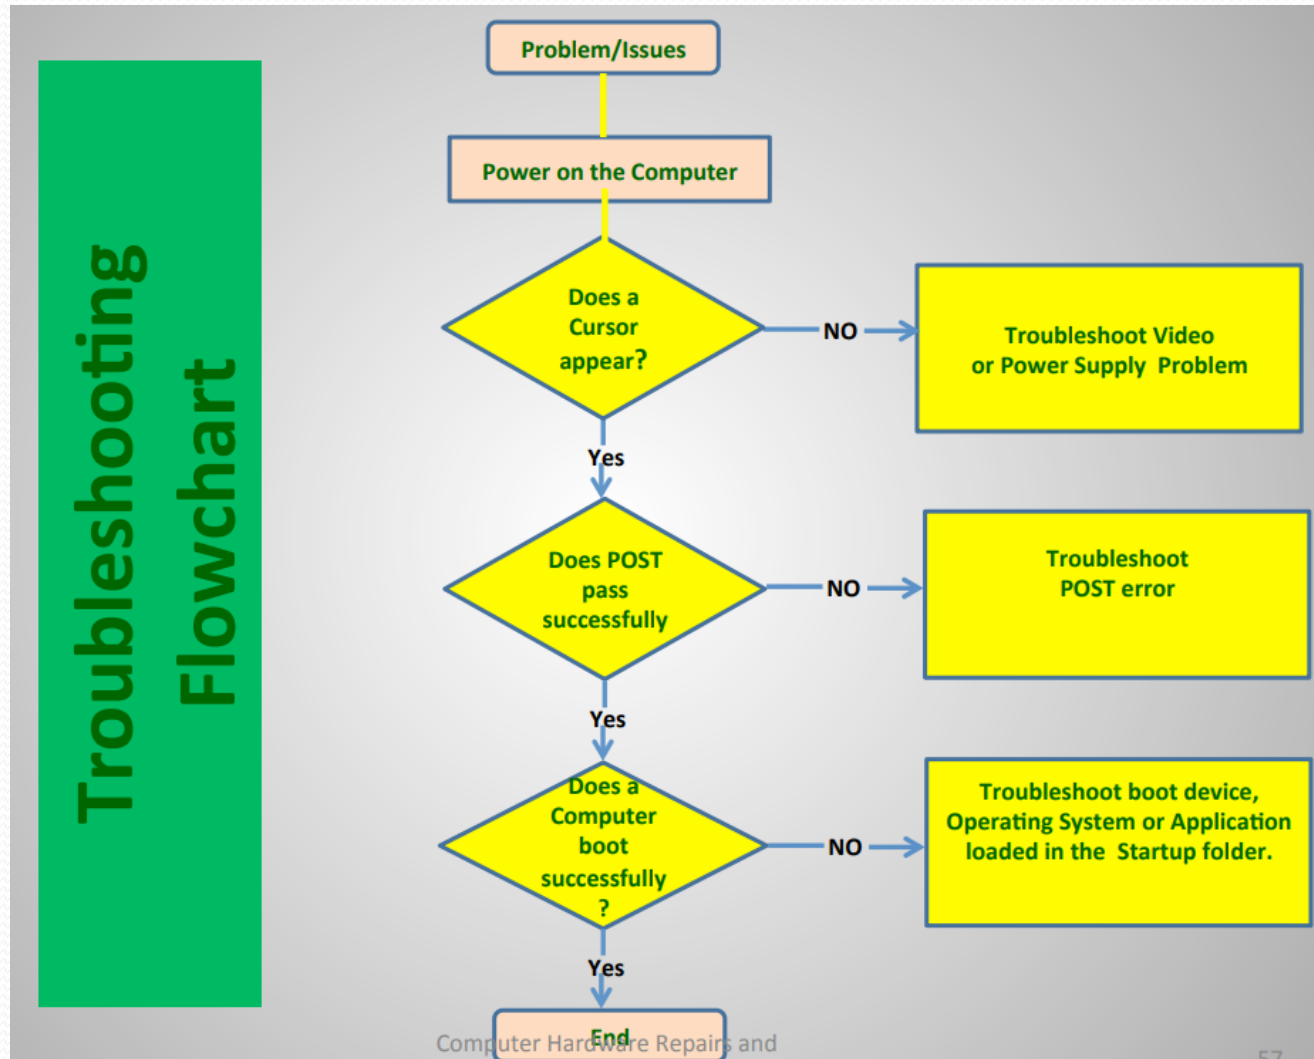 Troubleshooting
Flowchart
Problem/Issues
Power on the Computer
Does a
Cursor
appear?
NO
Troubleshoot Video
or Power Supply Problem
Yes
Does POST
pass
successfully
NO
Troubleshoot
POST error
Yes
Does a
Computer
boot
successfully
?
NO
Troubleshoot boot device,
Operating System or Application
loaded in the Startup folder.
Yes
End
Computer Hardware Repairs and
57